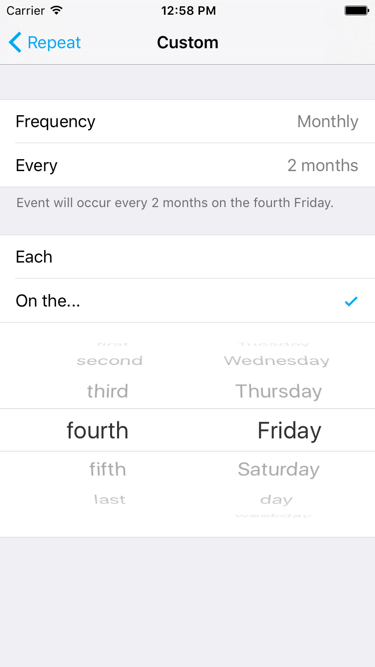 Carrier 12:58 PM
Repeat Custom
Frequency Monthly
Every 2 months
Event will occur every 2 months on the fourth Friday.
Each
On the...
first Tuesday
second Wednesday
third Thursday
fourth Friday
fifth Saturday
last day
weekday